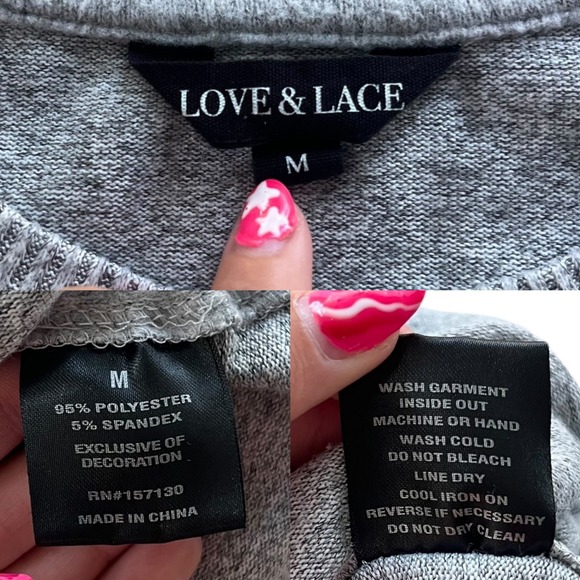 LOVE & LACE
M
M
95% POLYESTER
5% SPANDEX
EXCLUSIVE OF
DECORATION
RN#157130
MADE IN CHINA
WASH GARMENT
INSIDE OUT
MACHINE OR HAND
WASH COLD
DO NOT BLEACH
LINE DRY
COOL IRON ON
REVERSE IF NECESSARY
DO NOT DRY CLEAN